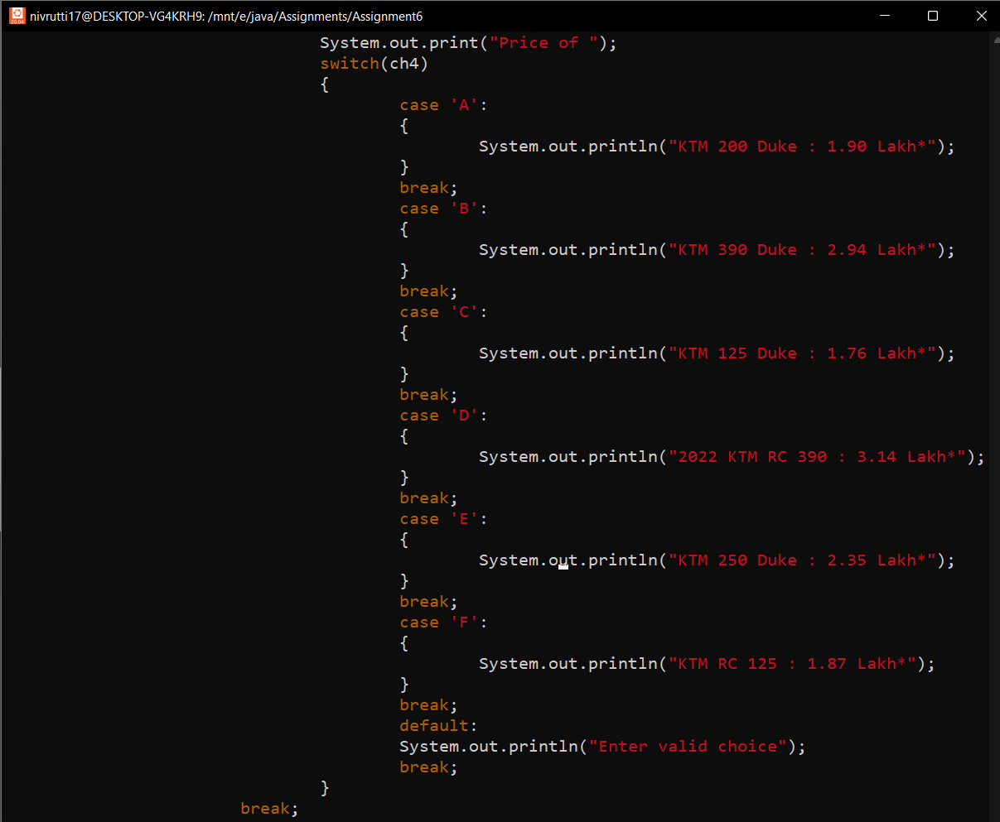 nivrutti17@DESKTOP-VG4KRH9: /mnt/e/java/Assignments/Assignment6
System.out.print("Price of ");
switch(ch4)
{
case 'A':
{
System.out.println("KTM 200 Duke : 1.90 Lakh*");
}
break;
case 'B':
{
System.out.println("KTM 390 Duke : 2.94 Lakh*");
}
break;
case 'C':
{
System.out.println("KTM 125 Duke : 1.76 Lakh*");
}
break;
case 'D':
{
System.out.println("2022 KTM RC 390 : 3.14 Lakh*");
}
break;
case 'E':
{
System.out.println("KTM 250 Duke : 2.35 Lakh*");
}
break;
case 'F':
{
System.out.println("KTM RC 125 : 1.87 Lakh*");
}
break;
default:
System.out.println("Enter valid choice");
break;
}
break;